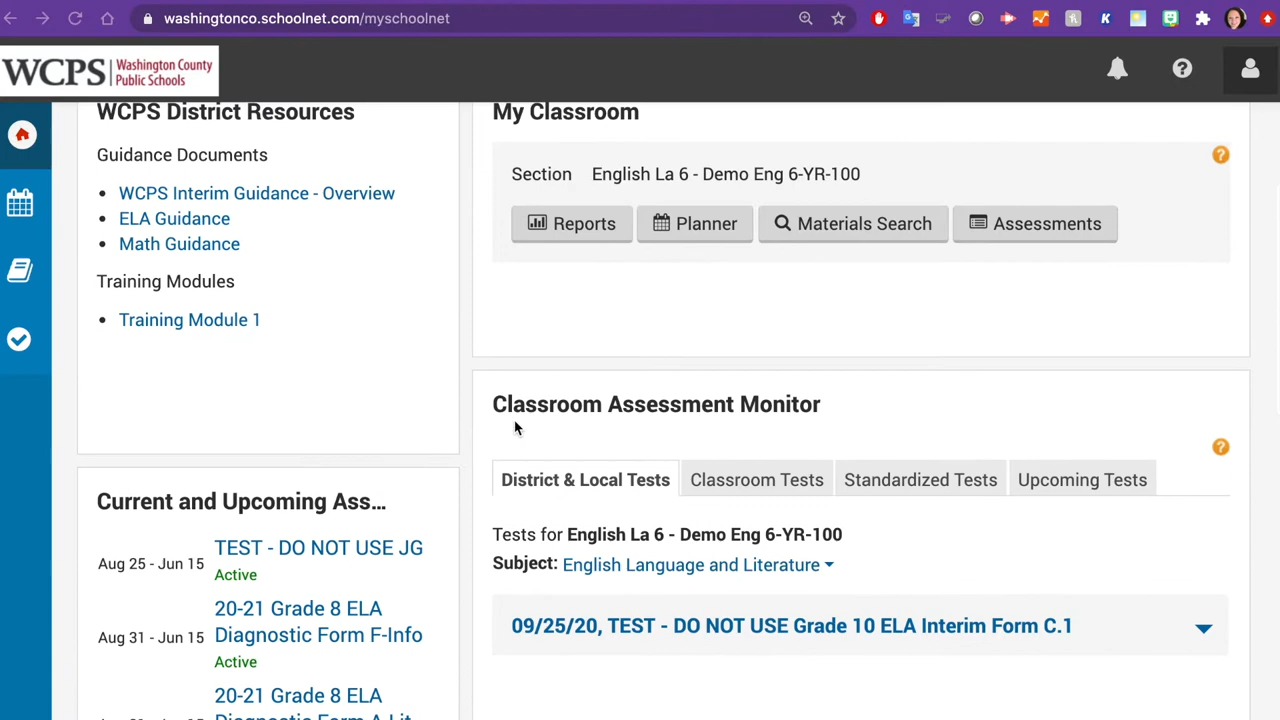 washingtonco.schoolnet.com/myschoolnet
WCPS
Washington County
Public Schools
WCPS District Resources
Guidance Documents
WCPS Interim Guidance - Overview
ELA Guidance
Math Guidance
Training Modules
Training Module 1
Current and Upcoming Ass...
Aug 25 - Jun 15
TEST - DO NOT USE JG
Active
Aug 31 - Jun 15
20-21 Grade 8 ELA
Diagnostic Form F-Info
Active
20-21 Grade 8 ELA
Diagnostic Form A-Lit
My Classroom
Section English La 6 - Demo Eng 6-YR-100
Reports
Planner
Materials Search
Assessments
Classroom Assessment Monitor
District & Local Tests
Classroom Tests
Standardized Tests
Upcoming Tests
Tests for English La 6 - Demo Eng 6-YR-100
Subject: English Language and Literature
09/25/20, TEST - DO NOT USE Grade 10 ELA Interim Form C.1